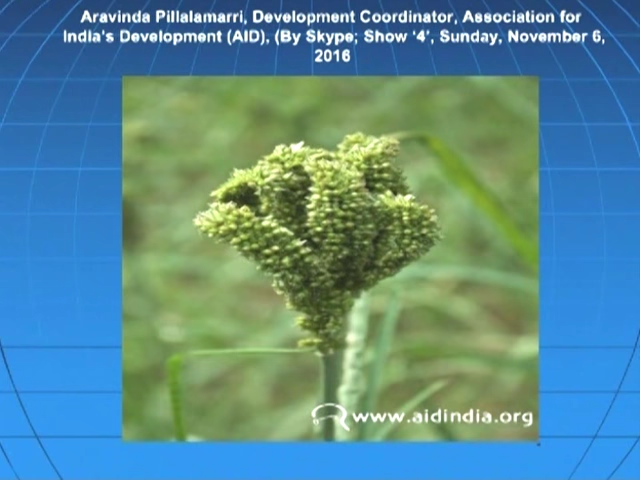 Aravinda Pillalamarri, Development Coordinator, Association for
India's Development (AID), (By Skype; Show '4', Sunday, November 6,
2016
www.aidindia.org